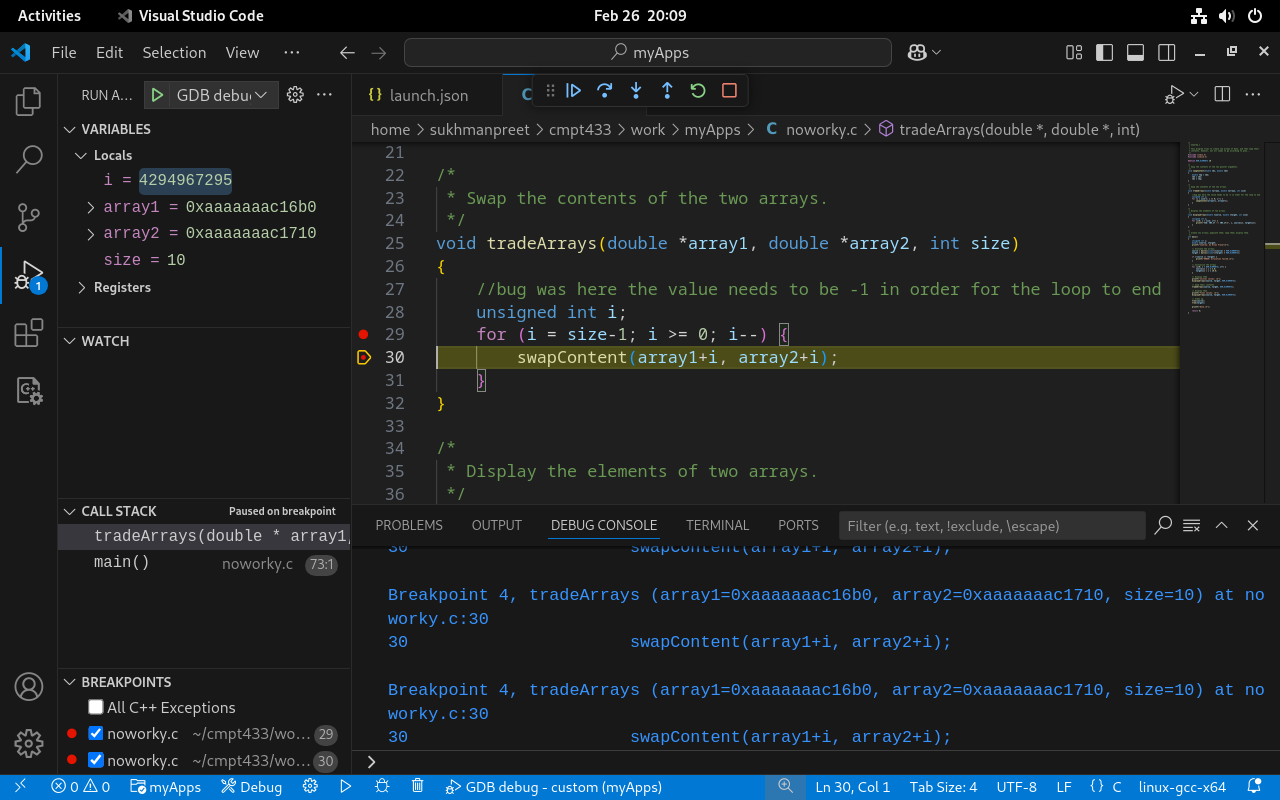 Activities Visual Studio Code Feb 26 20:09
File Edit Selection View ··· myApps
RUN A... GDB debu ··· launch.json
home > sukhmanpreet > cmpt433 > work > myApps > C noworky.c > tradeArrays(double *, double *, int)
VARIABLES
Locals
i = 4294967295
array1 = 0xaaaaaaac16b0
array2 = 0xaaaaaaac1710
size = 10
Registers
WATCH
CALL STACK Paused on breakpoint
tradeArrays(double * array1,
main() noworky.c 73:1
BREAKPOINTS
All C++ Exceptions
noworky.c ~/cmpt433/wo... 29
noworky.c ~/cmpt433/wo... 30
1
21
22 /*
23 * Swap the contents of the two arrays.
24 */
25 void tradeArrays(double *array1, double *array2, int size)
26 {
27 //bug was here the value needs to be -1 in order for the loop to end
28 unsigned int i;
29 for (i = size-1; i >= 0; i--) {
30 swapContent(array1+i, array2+i);
31 }
32 }
33
34 /*
35 * Display the elements of two arrays.
36 */
PROBLEMS OUTPUT DEBUG CONSOLE TERMINAL PORTS Filter (e.g. text, !exclude, \escape)
30 swapContent(array1+i, array2+i);
Breakpoint 4, tradeArrays (array1=0xaaaaaaac16b0, array2=0xaaaaaaac1710, size=10) at no
worky.c:30
30 swapContent(array1+i, array2+i);
Breakpoint 4, tradeArrays (array1=0xaaaaaaac16b0, array2=0xaaaaaaac1710, size=10) at no
worky.c:30
30 swapContent(array1+i, array2+i);
>
0 0 myApps Debug GDB debug - custom (myApps) Ln 30, Col 1 Tab Size: 4 UTF-8 LF {} C linux-gcc-x64